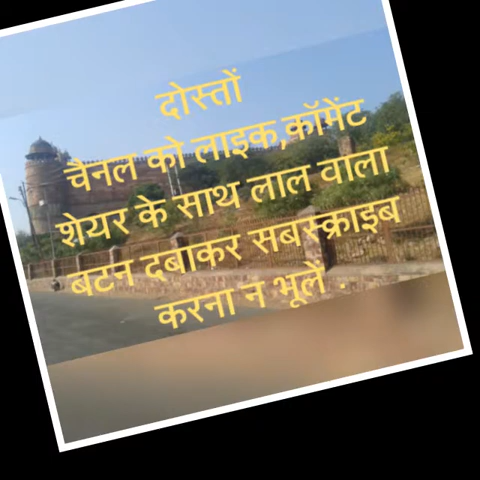 दोस्तों
चैनल को लाइक,कॉमेंट
शेयर के साथ लाल वाला
बटन दबाकर सबस्क्राइब
करना न भूलें .